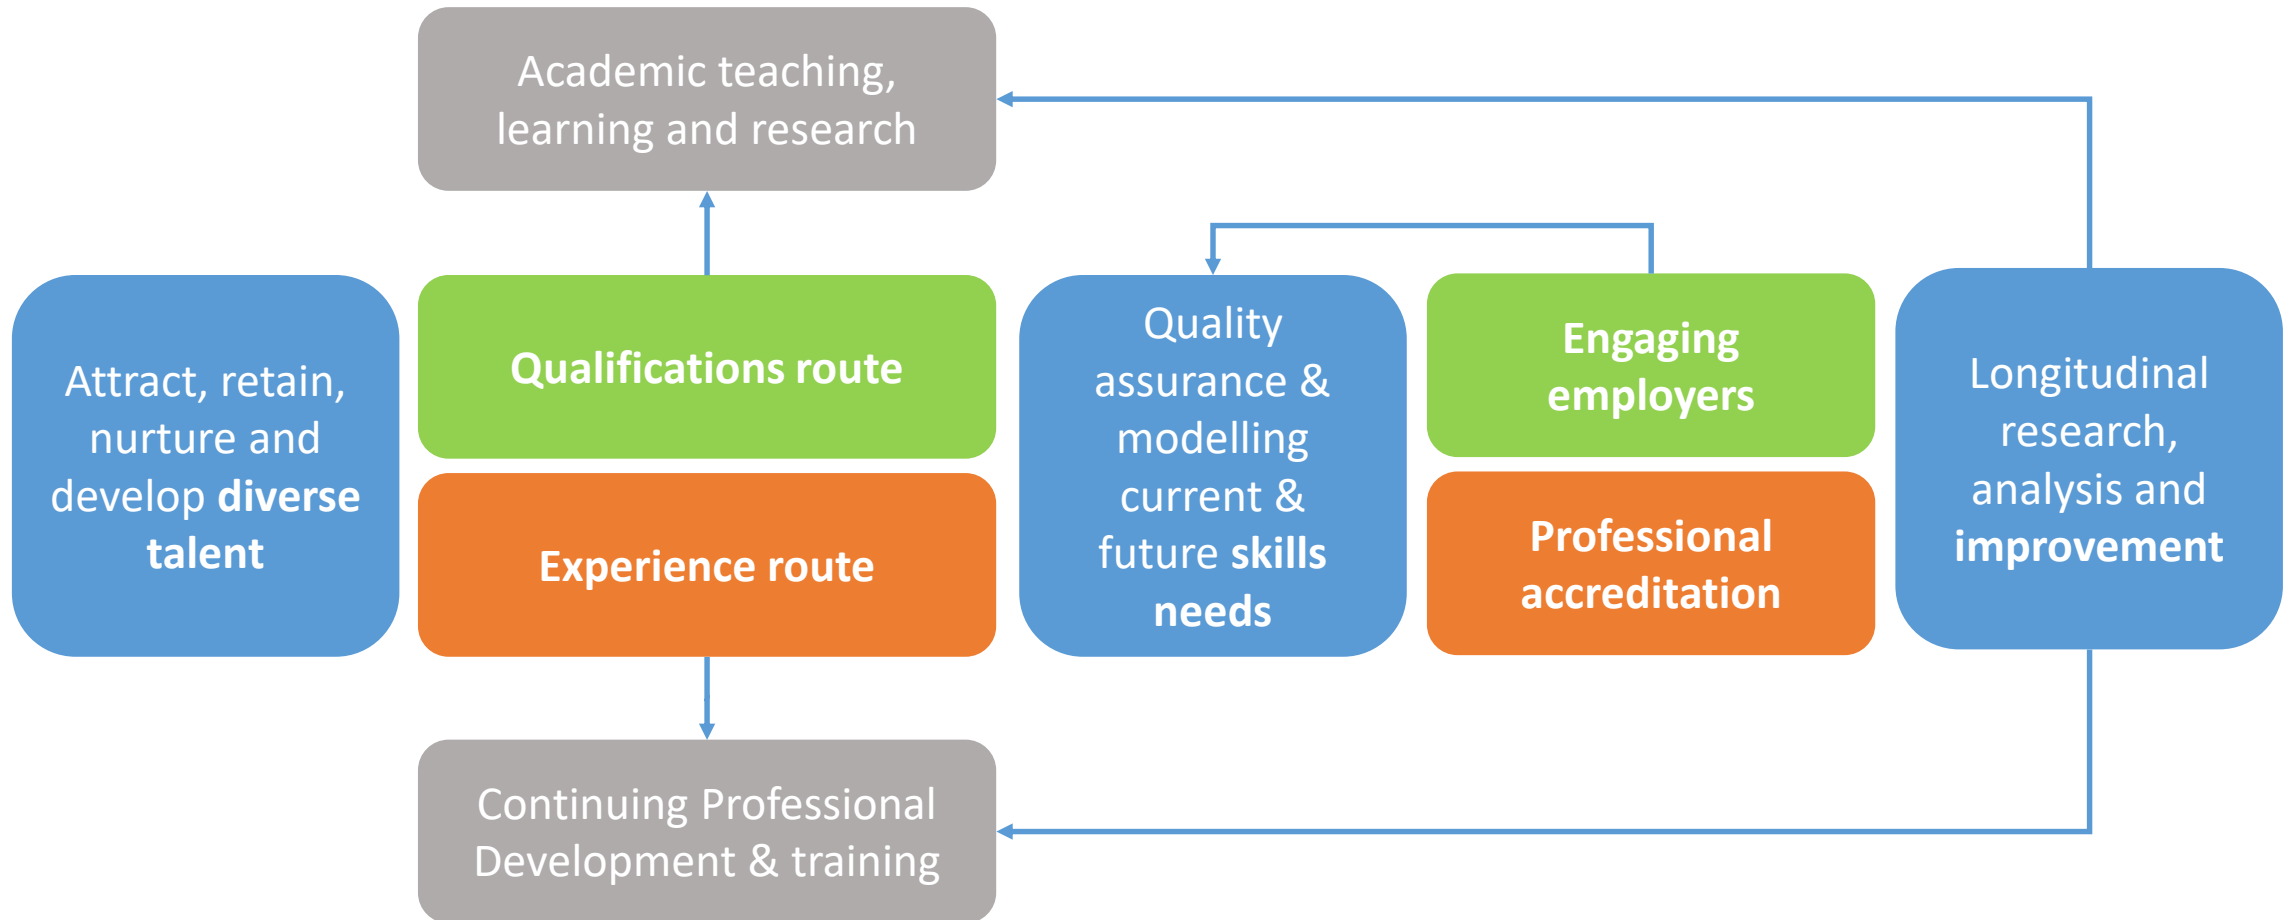 Academic teaching,
learning and research
Attract, retain,
nurture and
develop diverse
talent
Qualifications route
Experience route
Quality
assurance &
modelling
current &
future skills
needs
Engaging
employers
Professional
accreditation
Longitudinal
research,
analysis and
improvement
Continuing Professional
Development & training